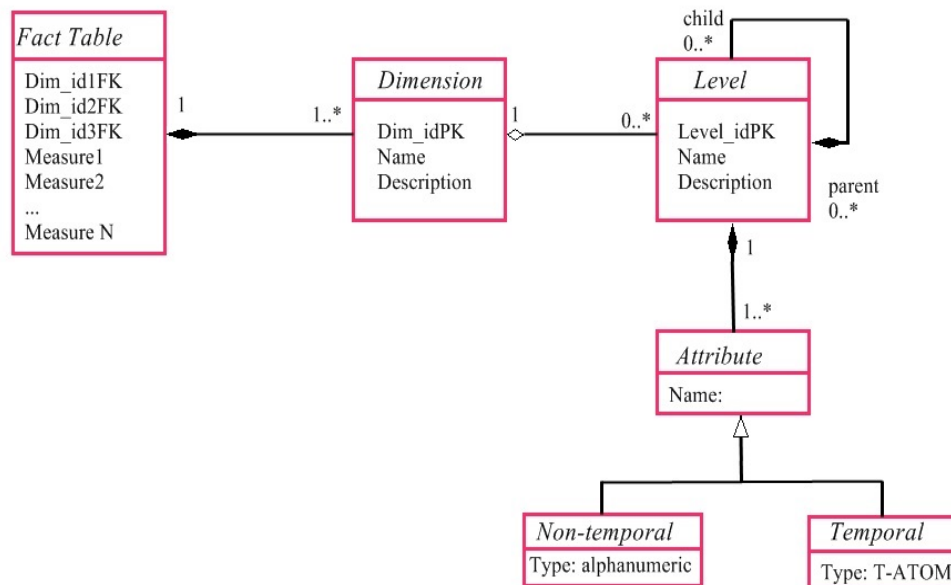 Fact Table
Dim_id1FK
Dim_id2FK
Dim_id3FK
Measure1
Measure2
...
Measure N
1
1..*
Dimension
Dim_idPK
Name
Description
1
0..*
child
0..*
Level
Level_idPK
Name
Description
parent
0..*
1
1..*
Attribute
Name:
Non-temporal
Type: alphanumeric
Temporal
Type: T-ATOM